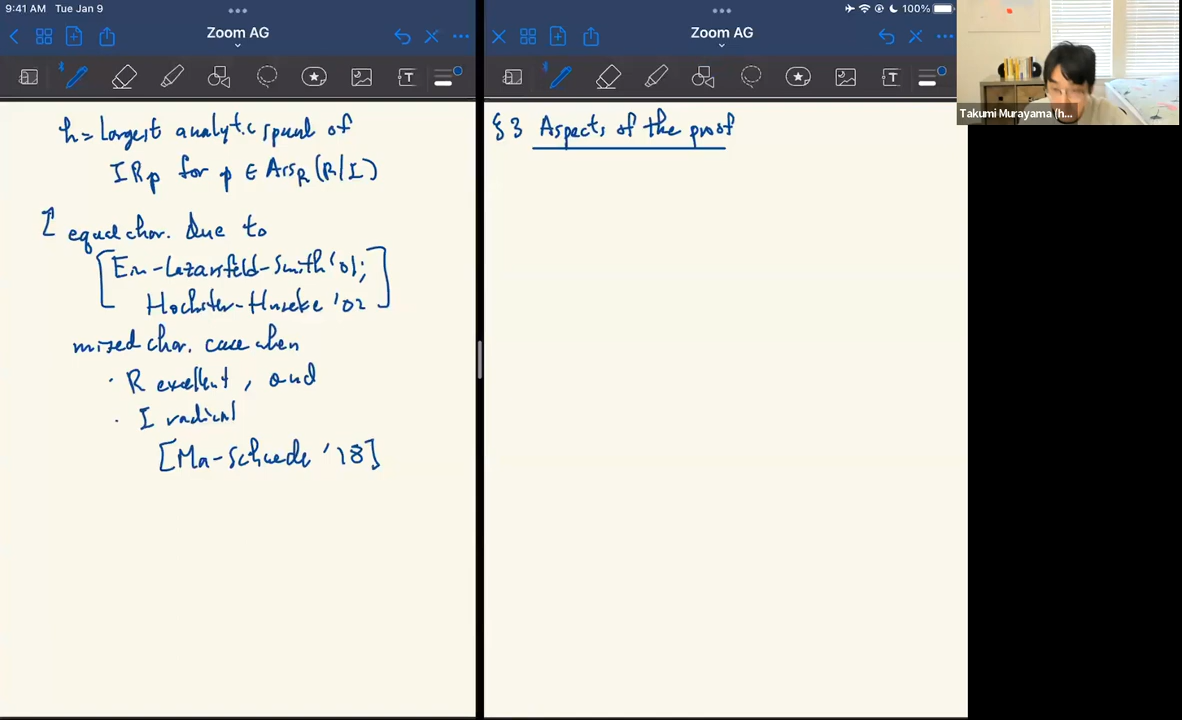 9:41 AM Tue Jan 9
100%
Zoom AG
Zoom AG
h = Largest analytic spread of
IRp for p ∈ AssR(R/I)
equal char. Due to
[Ein-Lazarsfeld-Smith '01;
Hochster-Huneke '02]
mixed char. case when
· R excellent, and
· I radical
[Ma-Schwede '18]
§3 Aspects of the proof
Takumi Murayama (h...